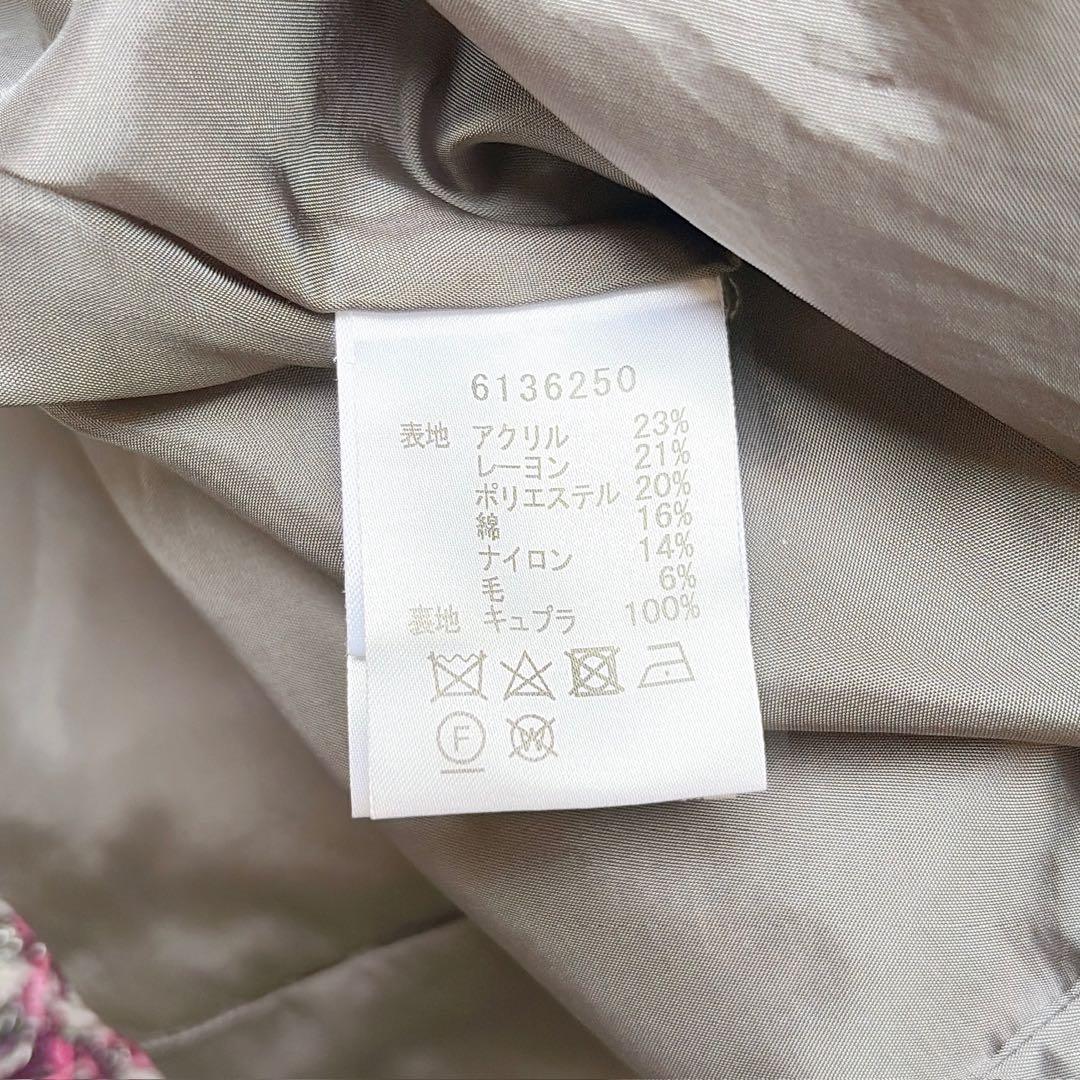 6136250
表地 アクリル 23%
レーヨン 21%
ポリエステル 20%
綿 16%
ナイロン 14%
毛 6%
裏地 キュプラ 100%
F W